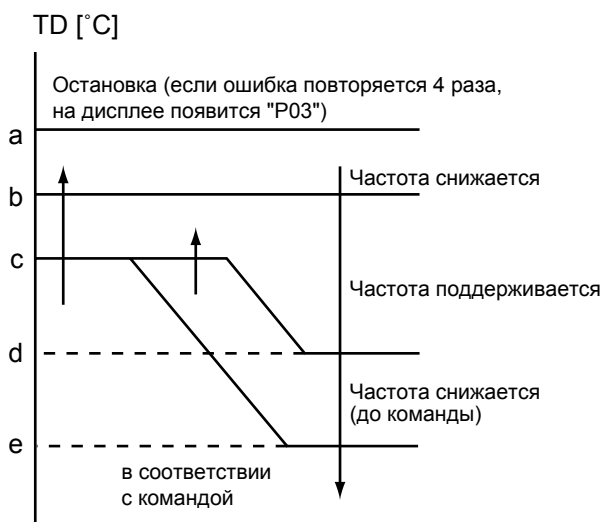 TD [˚C]
Остановка (если ошибка повторяется 4 раза,
на дисплее появится "P03")
a
Частота снижается
b
c
Частота поддерживается
d
Частота снижается
(до команды)
e
в соответствии
с командой